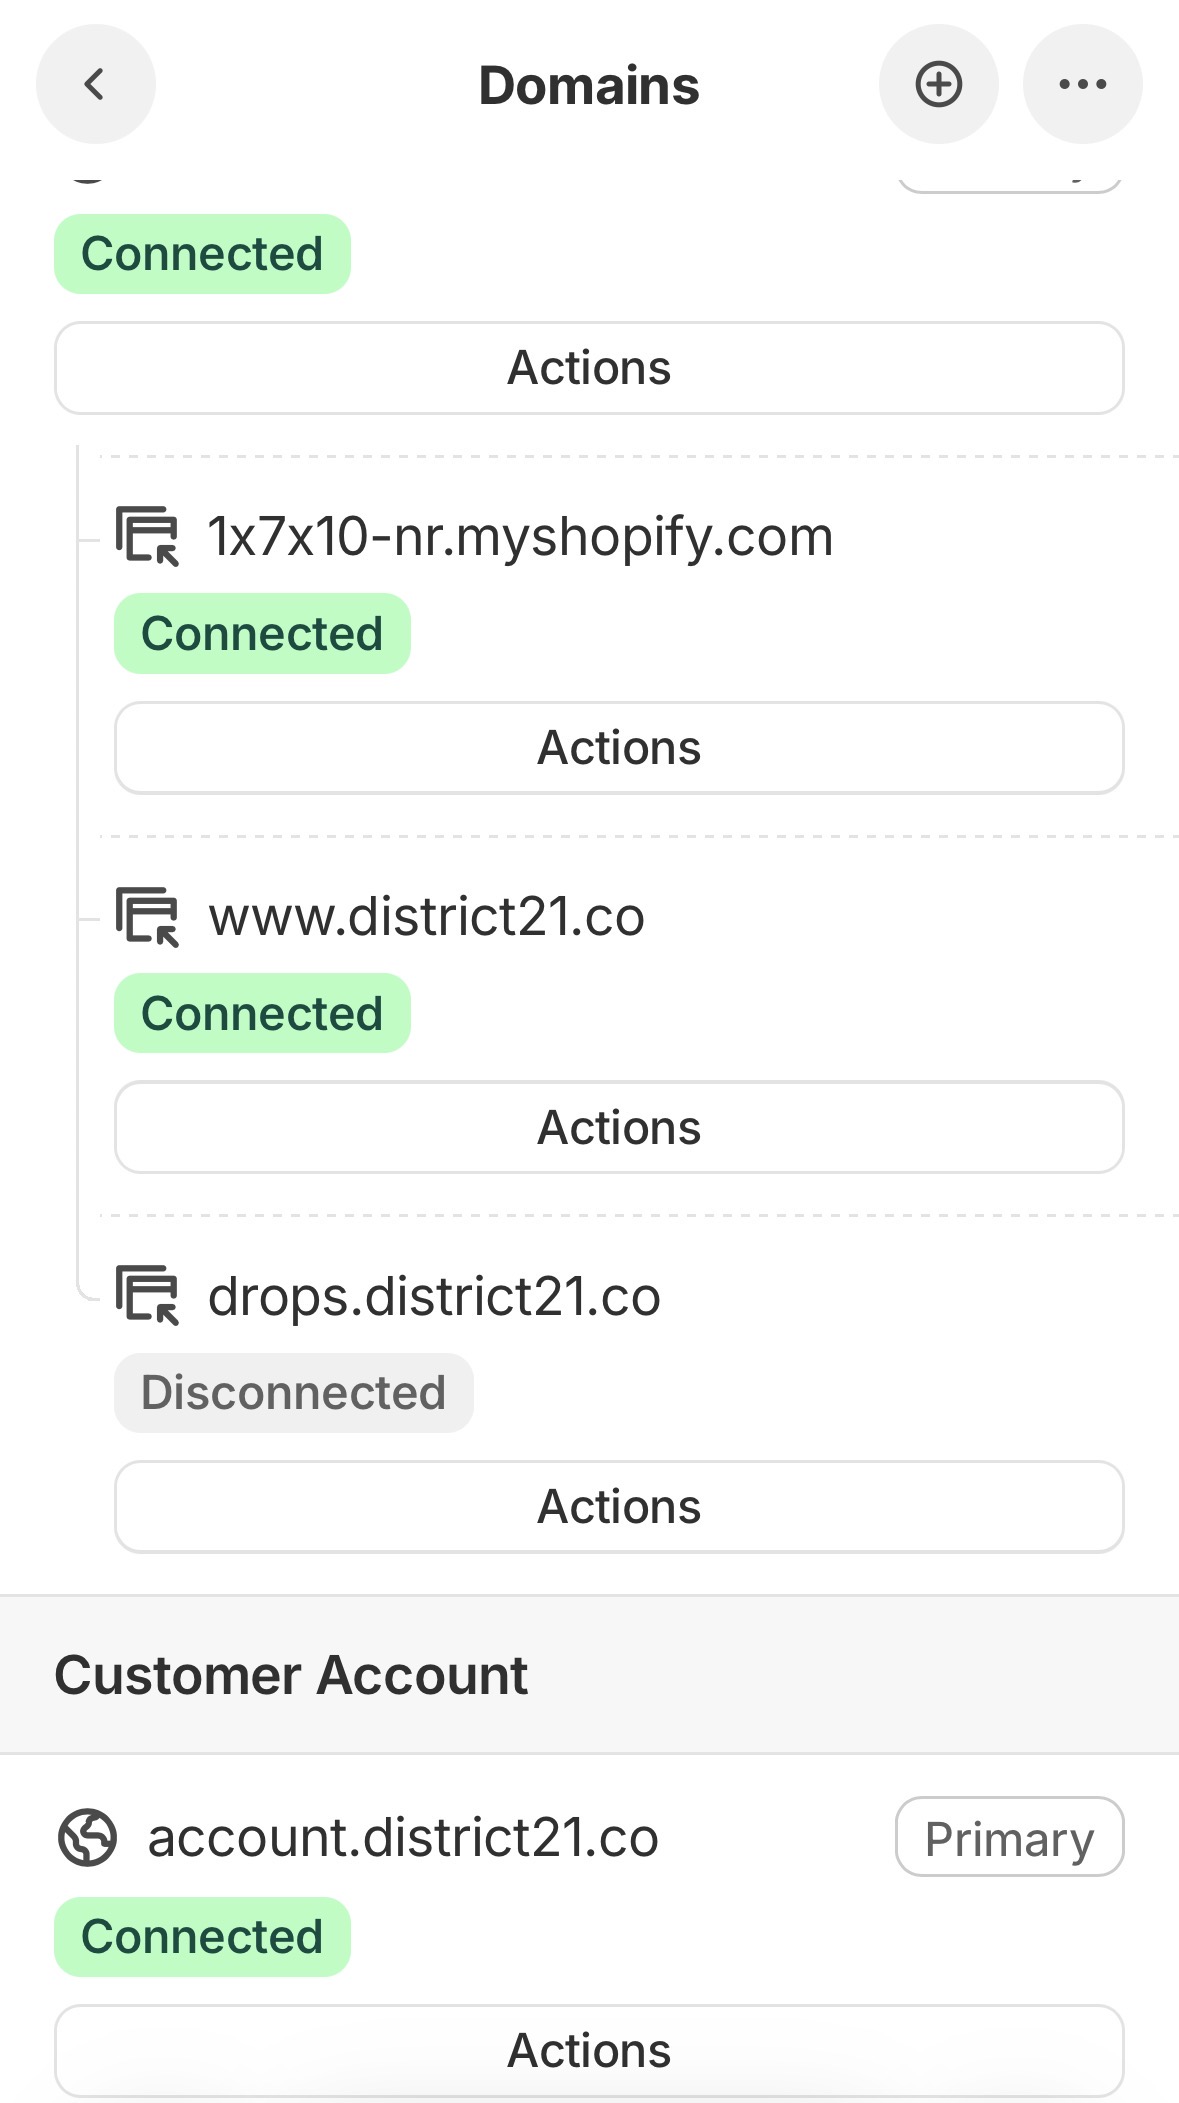 Domains
Connected
Actions
1x7x10-nr.myshopify.com
Connected
Actions
www.district21.co
Connected
Actions
drops.district21.co
Disconnected
Actions
Customer Account
account.district21.co
Primary
Connected
Actions